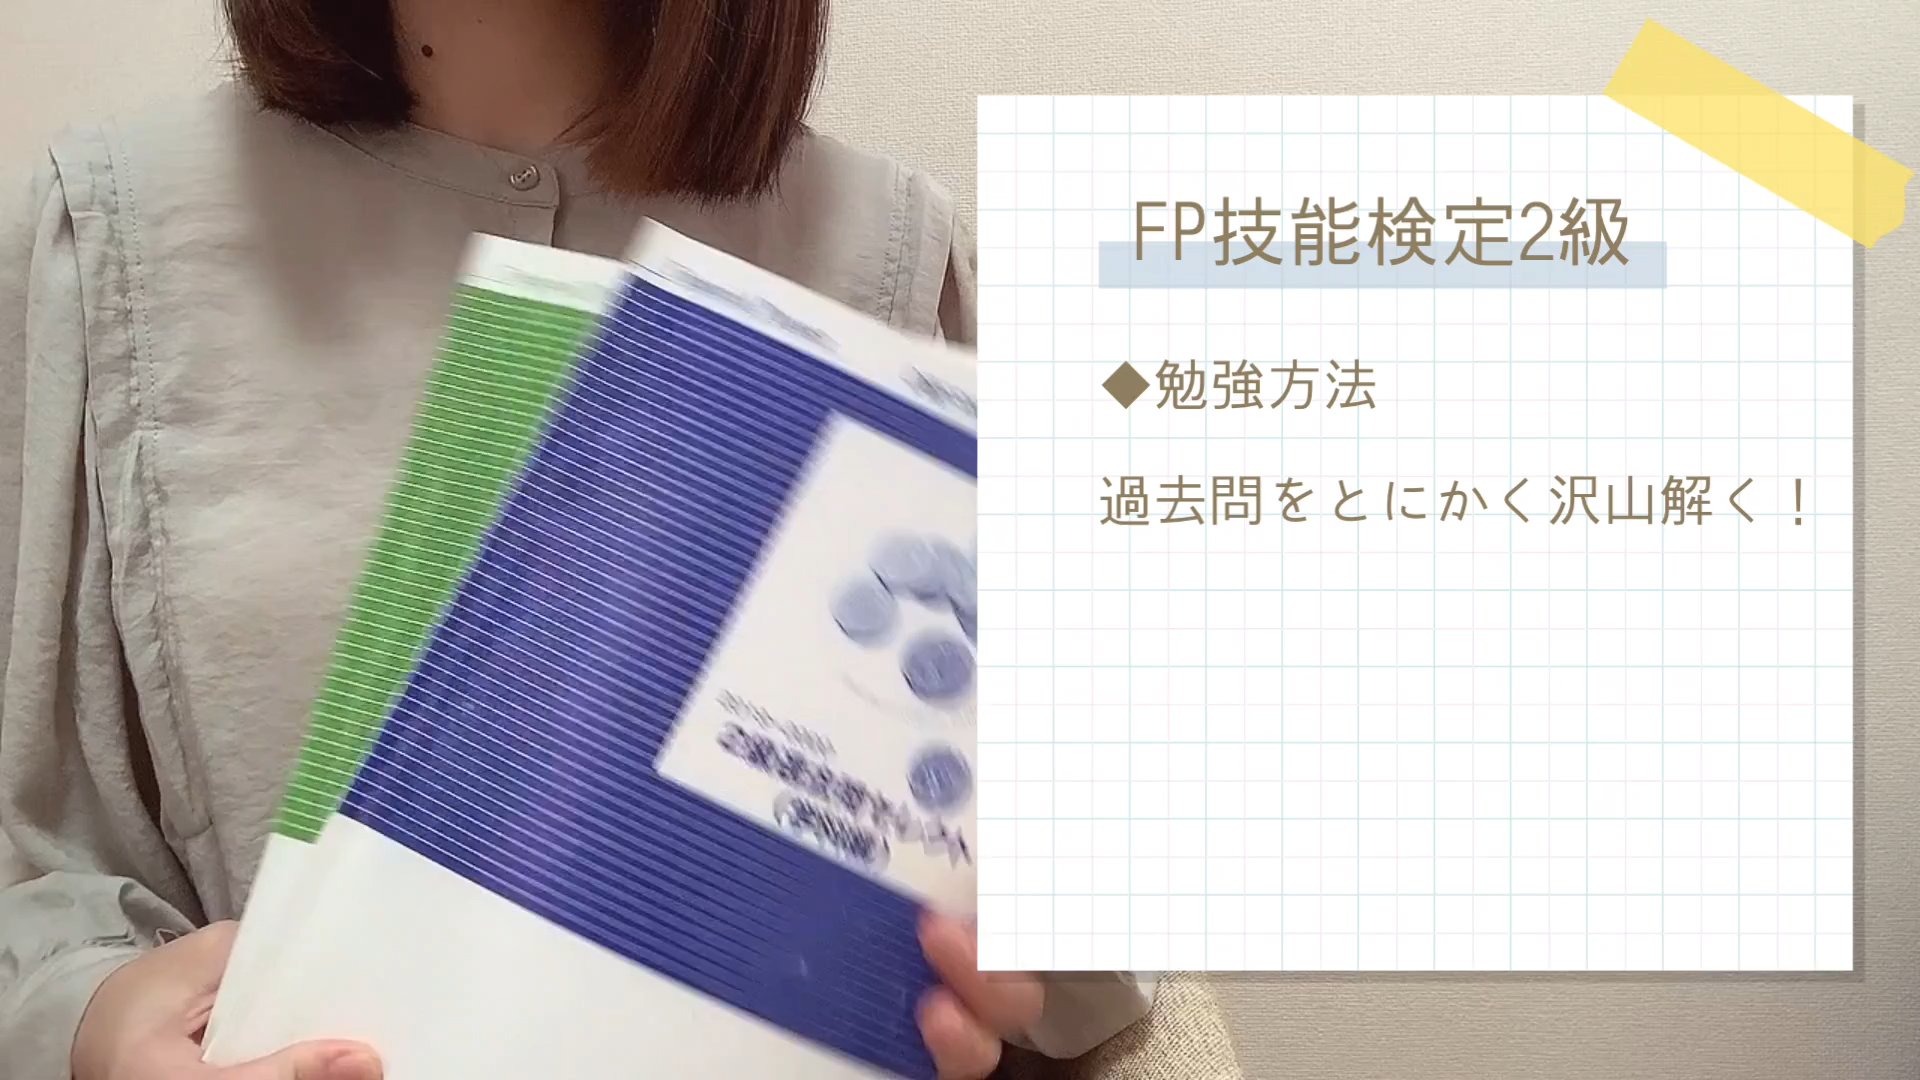 FP技能検定2級
◆勉強方法
過去問をとにかく沢山解く！